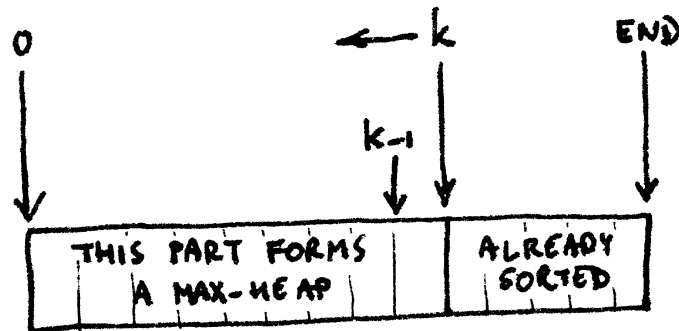 0
k
END
k-1
THIS PART FORMS
A MAX-HEAP
ALREADY
SORTED